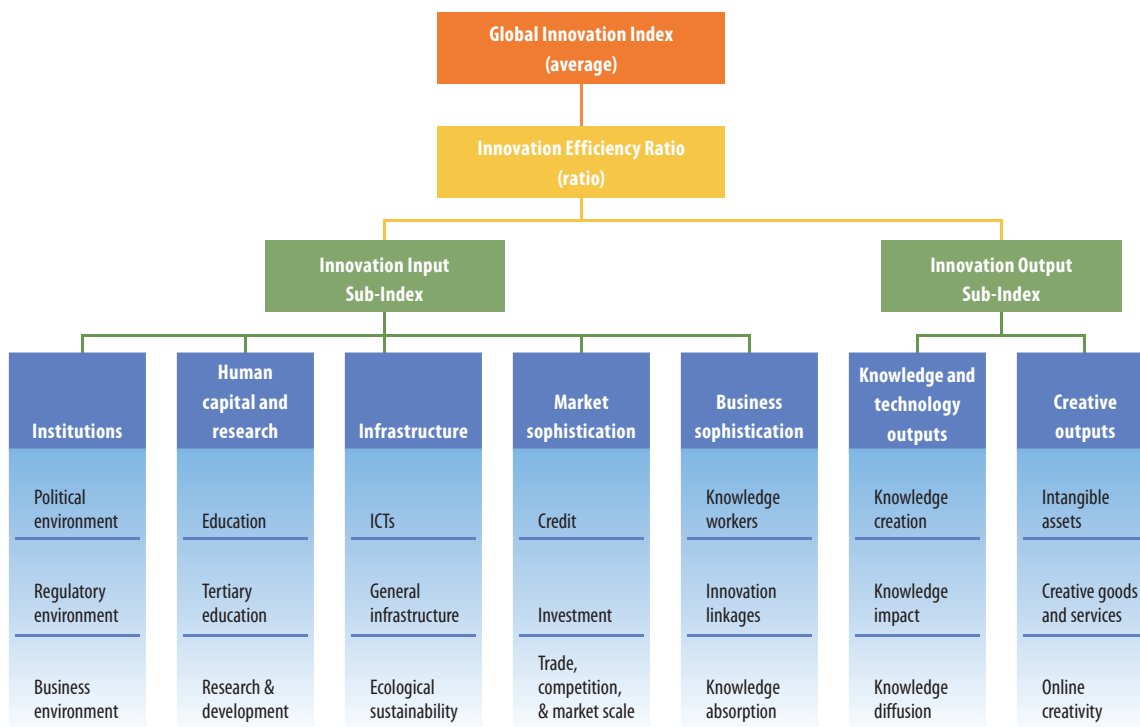 Global Innovation Index
(average)
Innovation Efficiency Ratio
(ratio)
Innovation Input
Sub-Index
Innovation Output
Sub-Index
Institutions
Human
capital and
research
Infrastructure
Market
sophistication
Business
sophistication
Knowledge and
technology
outputs
Creative
outputs
Political
environment
Education
ICTs
Credit
Knowledge
workers
Knowledge
creation
Intangible
assets
Regulatory
environment
Tertiary
education
General
infrastructure
Investment
Innovation
linkages
Knowledge
impact
Creative goods
and services
Business
environment
Research &
development
Ecological
sustainability
Trade,
competition,
& market scale
Knowledge
absorption
Knowledge
diffusion
Online
creativity